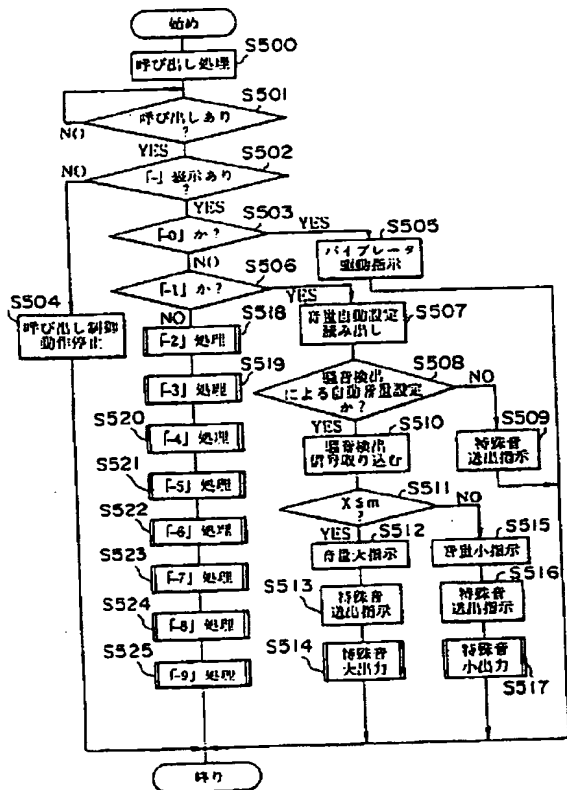 始め
呼び出し処理
S500
S501
呼び出しあり
?
NO
YES
S502
「-」表示あり
?
NO
YES
S503
「-0」か?
YES
S505
バイブレータ
駆動指示
NO
S506
「-1」か?
YES
S504
呼び出し制御
動作停止
NO
S518
「-2」処理
S507
音量自動設定
読み出し
S519
「-3」処理
S508
騒音検出
による自動音量設定
か?
NO
S520
「-4」処理
YES
S510
騒音検出
信号取り込む
S509
特殊音
送出指示
S521
「-5」処理
S511
X≦m
?
NO
S522
「-6」処理
YES
S512
音量大指示
S515
音量小指示
S523
「-7」処理
S513
特殊音
送出指示
S516
特殊音
送出指示
S524
「-8」処理
S514
特殊音
大出力
特殊音
小出力
S517
S525
「-9」処理
終り